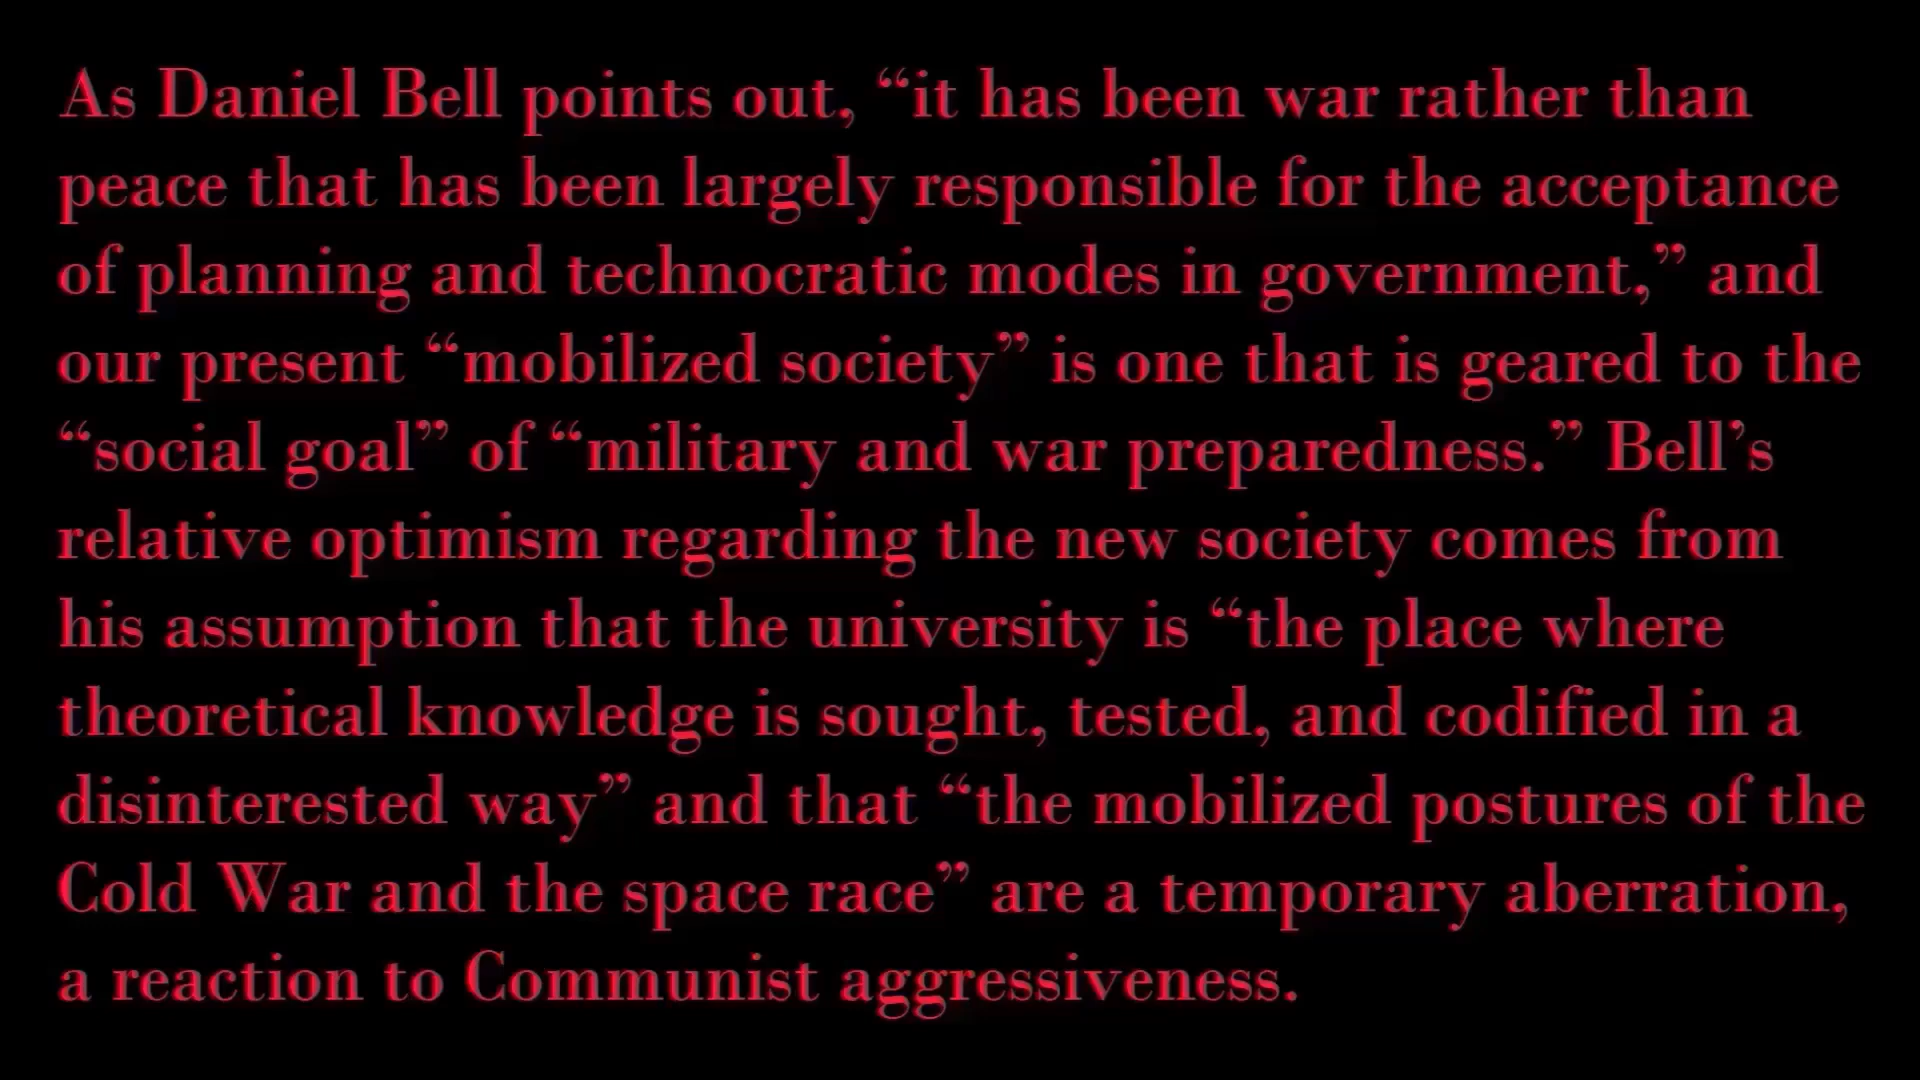 As Daniel Bell points out, “it has been war rather than
peace that has been largely responsible for the acceptance
of planning and technocratic modes in government,” and
our present “mobilized society” is one that is geared to the
“social goal” of “military and war preparedness.” Bell’s
relative optimism regarding the new society comes from
his assumption that the university is “the place where
theoretical knowledge is sought, tested, and codified in a
disinterested way” and that “the mobilized postures of the
Cold War and the space race” are a temporary aberration,
a reaction to Communist aggressiveness.